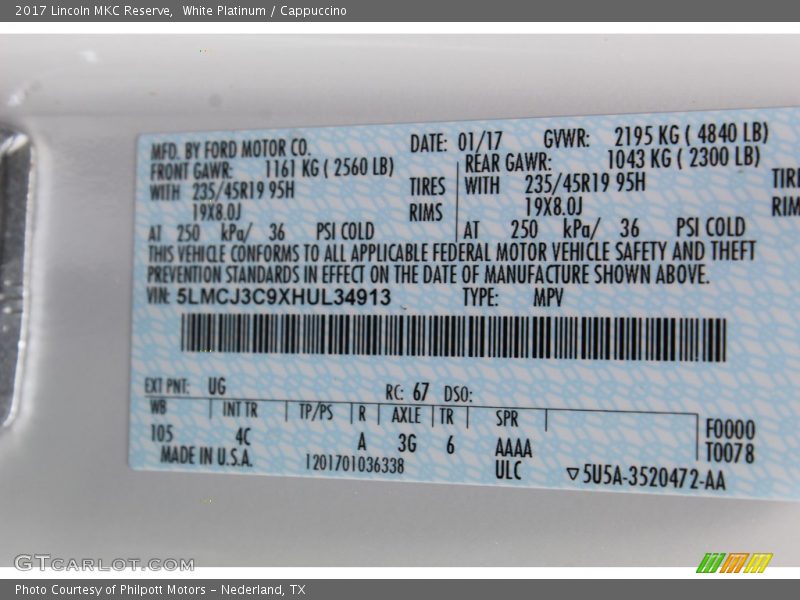 2017 Lincoln MKC Reserve,  White Platinum / Cappuccino
MFD. BY FORD MOTOR CO.
DATE: 01/17
GVWR: 2195 KG ( 4840 LB)
FRONT GAWR: 1161 KG ( 2560 LB)
REAR GAWR: 1043 KG ( 2300 LB)
WITH 235/45R19 95H TIRES
WITH 235/45R19 95H
19X8.0J RIMS
19X8.0J RIMS
AT 250 kPa/ 36 PSI COLD
AT 250 kPa/ 36 PSI COLD
THIS VEHICLE CONFORMS TO ALL APPLICABLE FEDERAL MOTOR VEHICLE SAFETY AND THEFT
PREVENTION STANDARDS IN EFFECT ON THE DATE OF MANUFACTURE SHOWN ABOVE.
VIN: 5LMCJ3C9XHUL34913
TYPE: MPV
EXT PNT: UG
RC: 67 DSO:
WB INT TR TP/PS R AXLE TR SPR
105 4C A 3G 6 AAAA
F0000
T0078
MADE IN U.S.A.
1201701036338
ULC
▽5U5A-3520472-AA
GTCARLOT.COM
Photo Courtesy of Philpott Motors - Nederland, TX